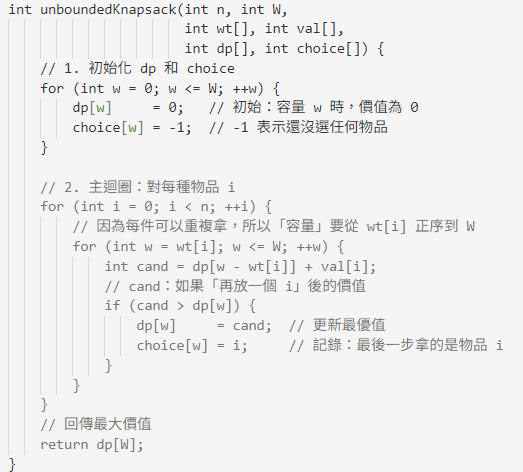 int unboundedKnapsack(int n, int W,
                      int wt[], int val[],
                      int dp[], int choice[]) {
    // 1. 初始化 dp 和 choice
    for (int w = 0; w <= W; ++w) {
        dp[w]     = 0;   // 初始：容量 w 時，價值為 0
        choice[w] = -1;  // -1 表示還沒選任何物品
    }

    // 2. 主迴圈：對每種物品 i
    for (int i = 0; i < n; ++i) {
        // 因為每件可以重複拿，所以「容量」要從 wt[i] 正序到 W
        for (int w = wt[i]; w <= W; ++w) {
            int cand = dp[w - wt[i]] + val[i];
            // cand：如果「再放一個 i」後的價值
            if (cand > dp[w]) {
                dp[w]     = cand;  // 更新最優值
                choice[w] = i;     // 記錄：最後一步拿的是物品 i
            }
        }
    }
    // 回傳最大價值
    return dp[W];
}